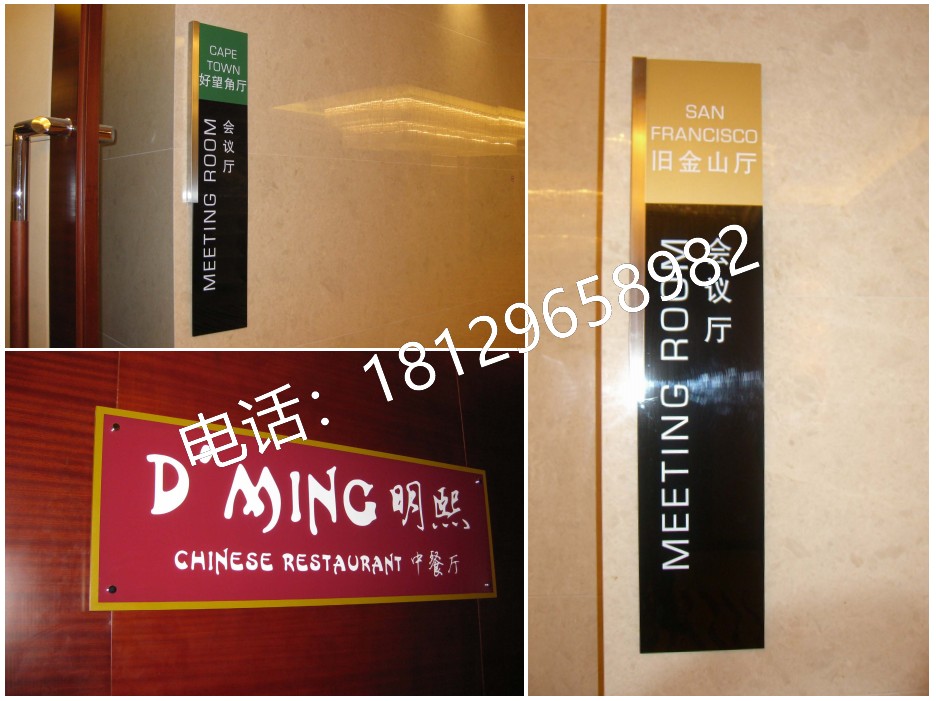 CAPE
TOWN
好望角厅
MEETING ROOM
会议厅
SAN
FRANCISCO
旧金山厅
MEETING ROOM
会议厅
电话：18129658982
D'MING 明熙
CHINESE RESTAURANT 中餐厅